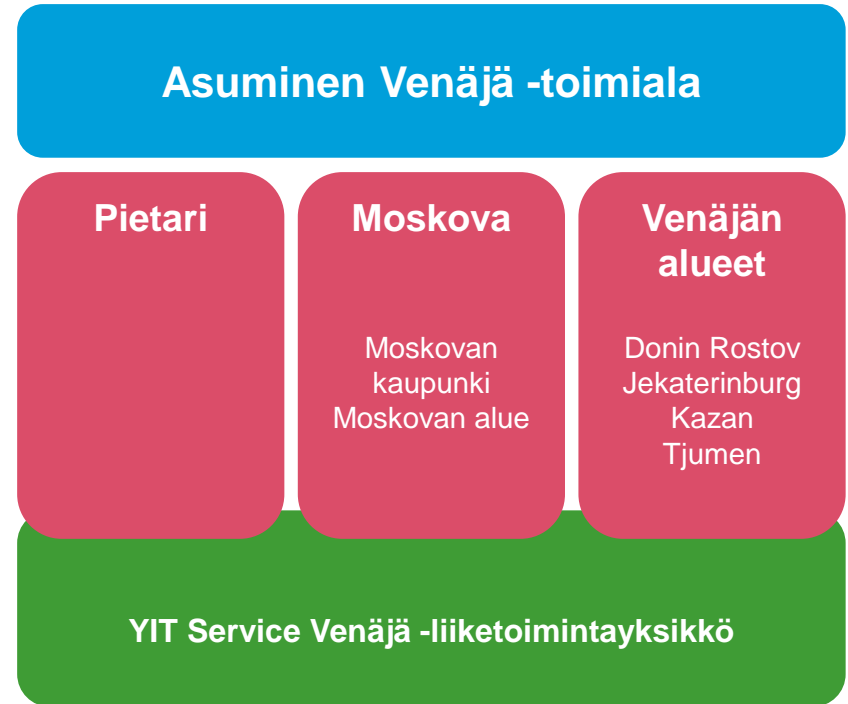 Asuminen Venäjä -toimiala
Pietari
Moskova
Moskovan
kaupunki
Moskovan alue
Venäjän
alueet
Donin Rostov
Jekaterinburg
Kazan
Tjumen
YIT Service Venäjä -liiketoimintayksikkö